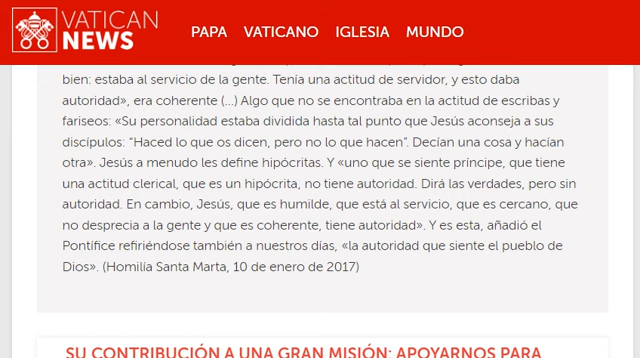 VATICAN
NEWS
PAPA VATICANO IGLESIA MUNDO
bien: estaba al servicio de la gente. Tenía una actitud de servidor, y esto daba
autoridad», era coherente (...) Algo que no se encontraba en la actitud de escribas y
fariseos: «Su personalidad estaba dividida hasta tal punto que Jesús aconseja a sus
discípulos: “Haced lo que os dicen, pero no lo que hacen”. Decían una cosa y hacían
otra». Jesús a menudo les define hipócritas. Y «uno que se siente príncipe, que tiene
una actitud clerical, que es un hipócrita, no tiene autoridad. Dirá las verdades, pero sin
autoridad. En cambio, Jesús, que es humilde, que está al servicio, que es cercano, que
no desprecia a la gente y que es coherente, tiene autoridad». Y es esta, añadió el
Pontífice refiriéndose también a nuestros días, «la autoridad que siente el pueblo de
Dios». (Homilía Santa Marta, 10 de enero de 2017)
SU CONTRIBUCIÓN A UNA GRAN MISIÓN: APOYARNOS PARA